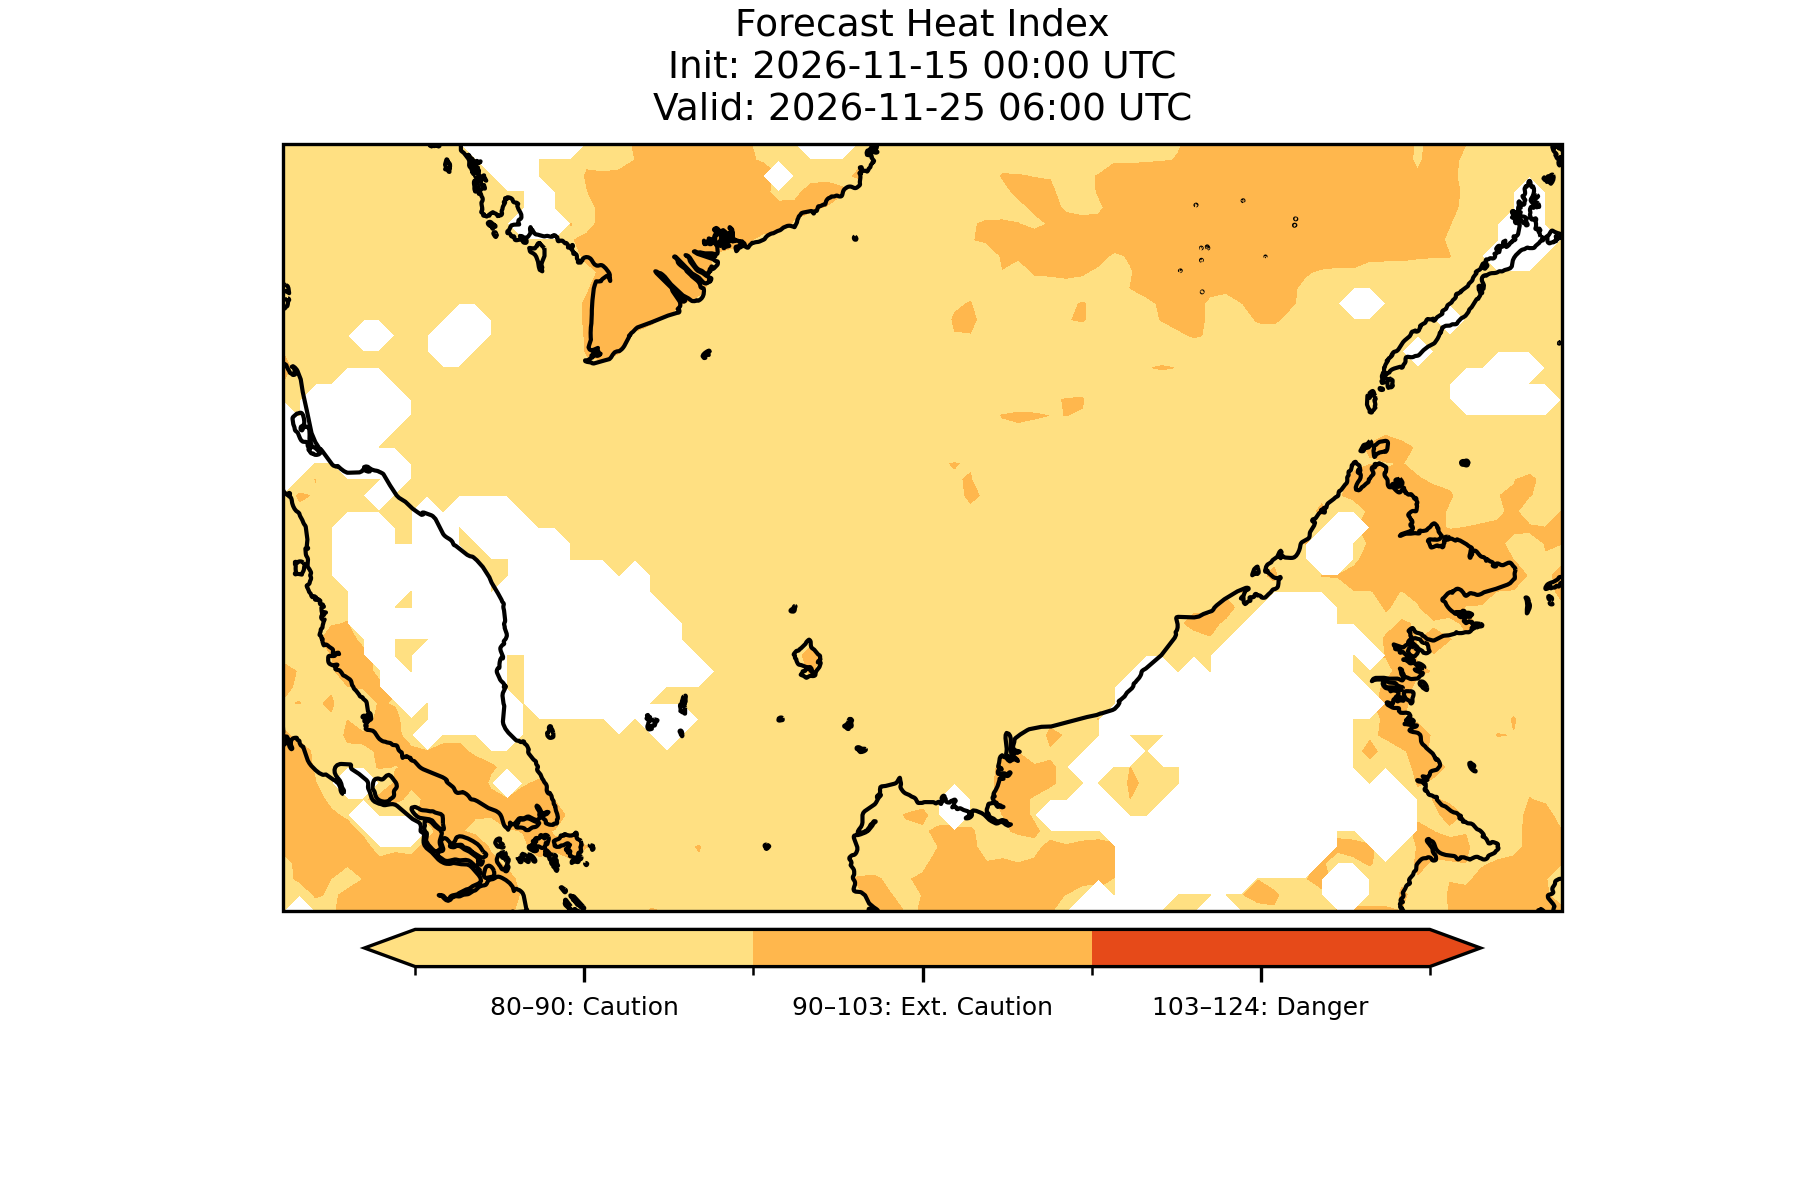 Forecast Heat Index
Init: 2026-11-15 00:00 UTC
Valid: 2026-11-25 06:00 UTC
80–90: Caution
90–103: Ext. Caution
103–124: Danger